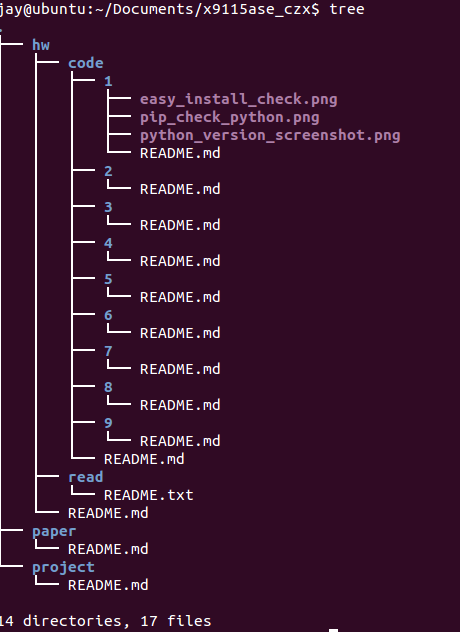 jay@ubuntu:~/Documents/x9115ase_czx$ tree
.
├── hw
│   ├── code
│   │   ├── 1
│   │   │   ├── easy_install_check.png
│   │   │   ├── pip_check_python.png
│   │   │   ├── python_version_screenshot.png
│   │   │   └── README.md
│   │   ├── 2
│   │   │   └── README.md
│   │   ├── 3
│   │   │   └── README.md
│   │   ├── 4
│   │   │   └── README.md
│   │   ├── 5
│   │   │   └── README.md
│   │   ├── 6
│   │   │   └── README.md
│   │   ├── 7
│   │   │   └── README.md
│   │   ├── 8
│   │   │   └── README.md
│   │   ├── 9
│   │   │   └── README.md
│   │   └── README.md
│   ├── read
│   │   └── README.txt
│   └── README.md
├── paper
│   └── README.md
├── project
    └── README.md
14 directories, 17 files